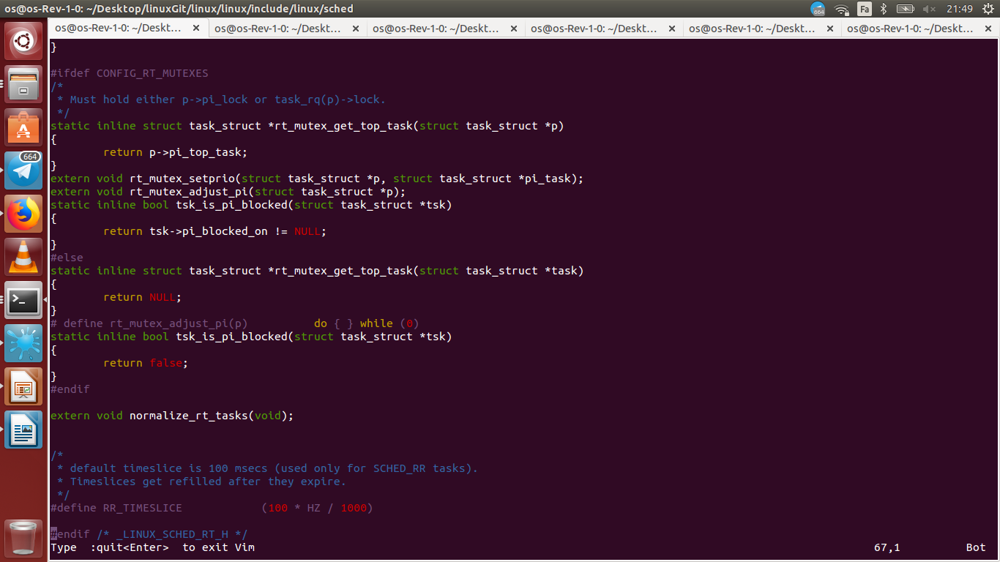 os@os-Rev-1-0: ~/Desktop/linuxGit/linux/linux/include/linux/sched
664
Fa
21:49
os@os-Rev-1-0: ~/Deskt... × os@os-Rev-1-0: ~/Deskt... × os@os-Rev-1-0: ~/Deskt... × os@os-Rev-1-0: ~/Deskt... × os@os-Rev-1-0: ~/Deskt... × os@os-Rev-1-0: ~/Deskt... ×
664
}
#ifdef CONFIG_RT_MUTEXES
/*
 * Must hold either p->pi_lock or task_rq(p)->lock.
 */
static inline struct task_struct *rt_mutex_get_top_task(struct task_struct *p)
{
        return p->pi_top_task;
}
extern void rt_mutex_setprio(struct task_struct *p, struct task_struct *pi_task);
extern void rt_mutex_adjust_pi(struct task_struct *p);
static inline bool tsk_is_pi_blocked(struct task_struct *tsk)
{
        return tsk->pi_blocked_on != NULL;
}
#else
static inline struct task_struct *rt_mutex_get_top_task(struct task_struct *task)
{
        return NULL;
}
# define rt_mutex_adjust_pi(p)          do { } while (0)
static inline bool tsk_is_pi_blocked(struct task_struct *tsk)
{
        return false;
}
#endif
extern void normalize_rt_tasks(void);
/*
 * default timeslice is 100 msecs (used only for SCHED_RR tasks).
 * Timeslices get refilled after they expire.
 */
#define RR_TIMESLICE            (100 * HZ / 1000)
#endif /* _LINUX_SCHED_RT_H */
Type  :quit<Enter>  to exit Vim 67,1 Bot